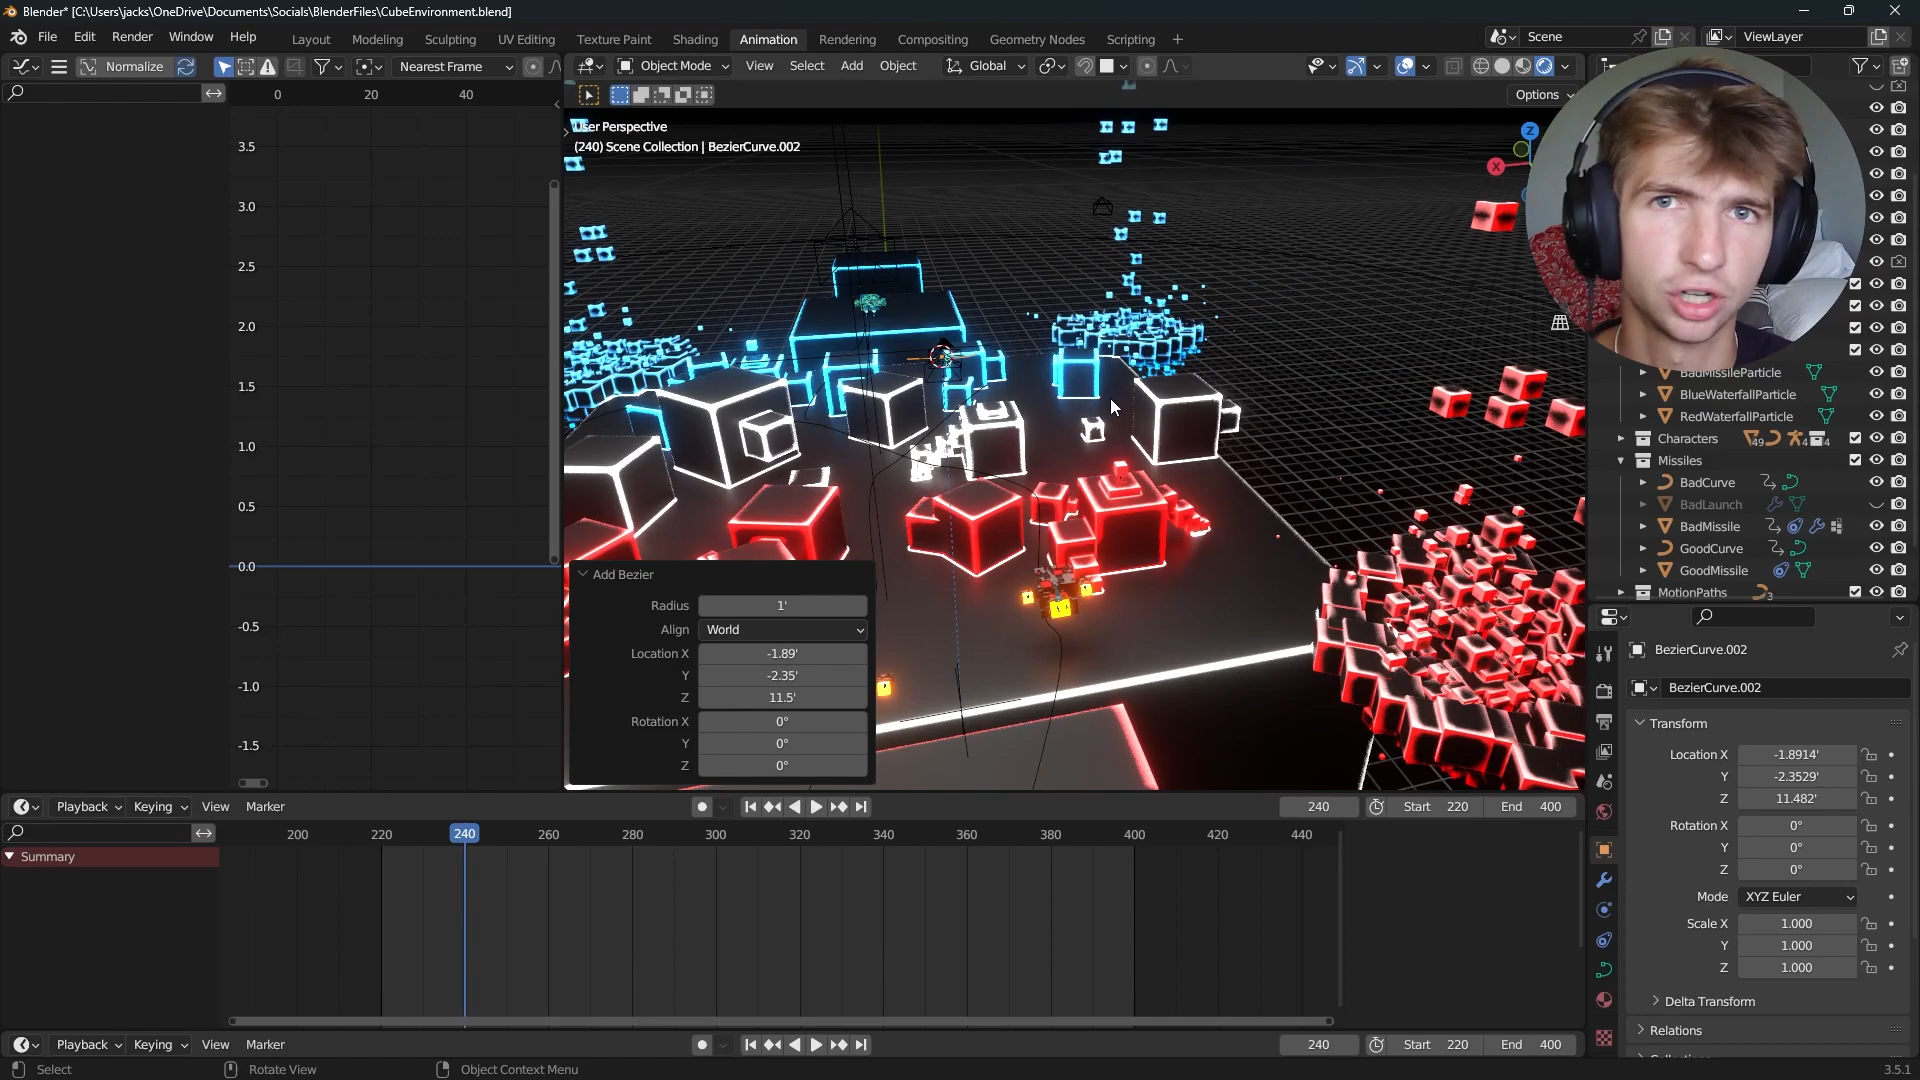 Blender* [C:\Users\jacks\OneDrive\Documents\Socials\BlenderFiles\CubeEnvironment.blend]
File Edit Render Window Help Layout Modeling Sculpting UV Editing Texture Paint Shading Animation Rendering Compositing Geometry Nodes Scripting + Scene ViewLayer
Normalize Nearest Frame Object Mode View Select Add Object Global
0 20 40 Options
User Perspective
(240) Scene Collection | BezierCurve.002
Z
X
3.5
3.0
2.5
2.0
1.5
1.0
0.5
0.0
-0.5
-1.0
-1.5
Add Bezier
Radius 1'
Align World
Location X -1.89'
Y -2.35'
Z 11.5'
Rotation X 0°
Y 0°
Z 0°
BadMissileParticle
BlueWaterfallParticle
RedWaterfallParticle
Characters 49 4 4
Missiles
BadCurve
BadLaunch
BadMissile
GoodCurve
GoodMissile
MotionPaths 3
BezierCurve.002
BezierCurve.002
Transform
Location X -1.8914'
Y -2.3529'
Z 11.482'
Rotation X 0°
Y 0°
Z 0°
Mode XYZ Euler
Scale X 1.000
Y 1.000
Z 1.000
Delta Transform
Relations
Playback Keying View Marker 240 Start 220 End 400
200 220 240 260 280 300 320 340 360 380 400 420 440
Summary
Playback Keying View Marker 240 Start 220 End 400
Select Rotate View Object Context Menu 3.5.1